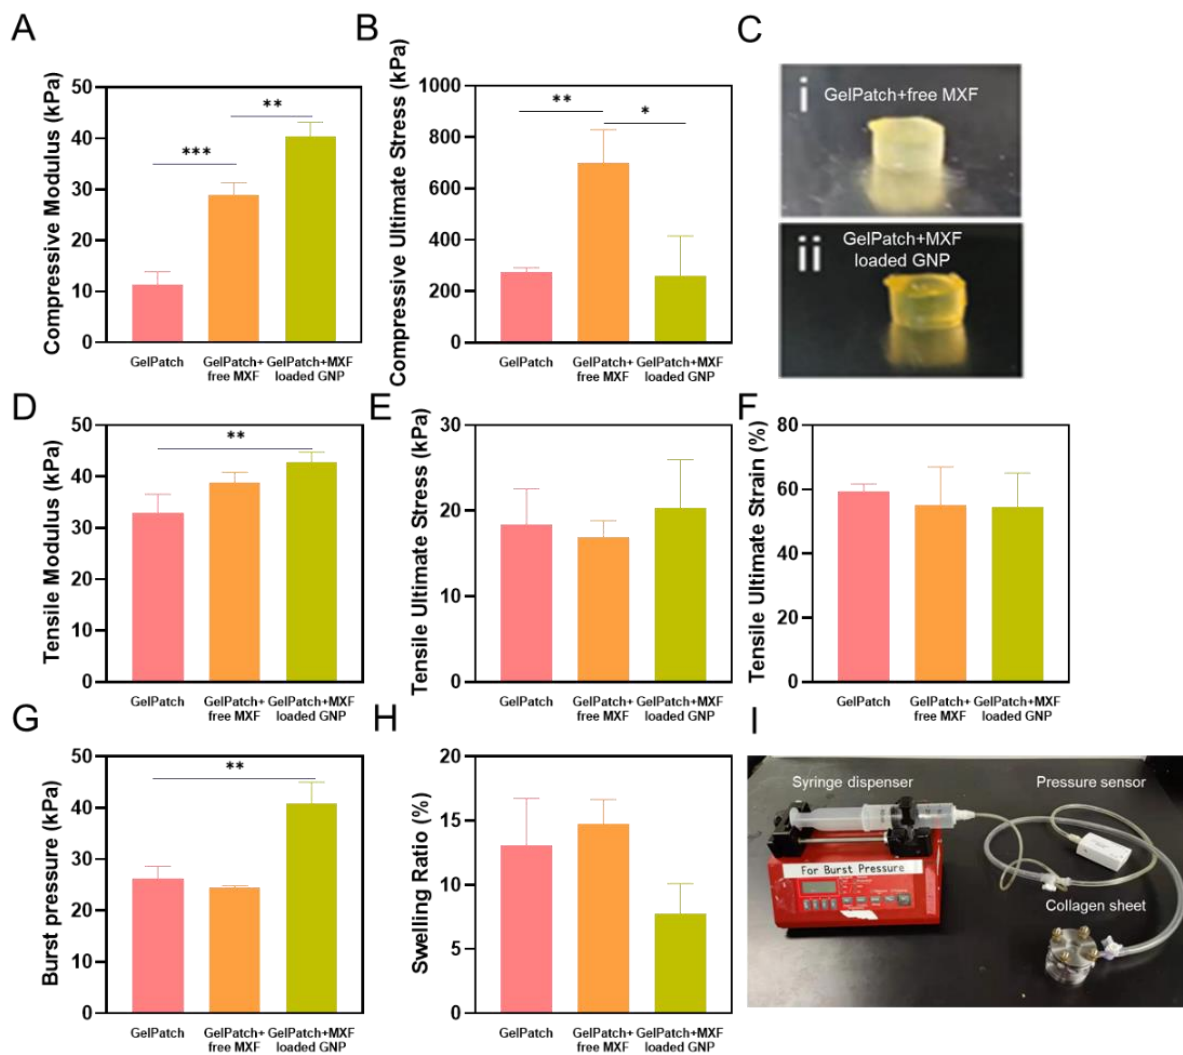 A
Compressive Modulus (kPa)
50
40
30
20
10
0
***
**
GelPatch
GelPatch+
free MXF
GelPatch+MXF
loaded GNP
B
Compressive Ultimate Stress (kPa)
1000
800
600
400
200
0
**
*
GelPatch
GelPatch+
free MXF
GelPatch+MXF
loaded GNP
C
i
GelPatch+free MXF
ii
GelPatch+MXF
loaded GNP
D
Tensile Modulus (kPa)
50
40
30
20
10
0
**
GelPatch
GelPatch+
free MXF
GelPatch+MXF
loaded GNP
E
Tensile Ultimate Stress (kPa)
30
20
10
0
GelPatch
GelPatch+
free MXF
GelPatch+MXF
loaded GNP
F
Tensile Ultimate Strain (%)
80
60
40
20
0
GelPatch
GelPatch+
free MXF
GelPatch+MXF
loaded GNP
G
Burst pressure (kPa)
50
40
30
20
10
0
**
GelPatch
GelPatch+
free MXF
GelPatch+MXF
loaded GNP
H
Swelling Ratio (%)
20
15
10
5
0
GelPatch
GelPatch+
free MXF
GelPatch+MXF
loaded GNP
I
Syringe dispenser
Pressure sensor
For Burst Pressure
Collagen sheet